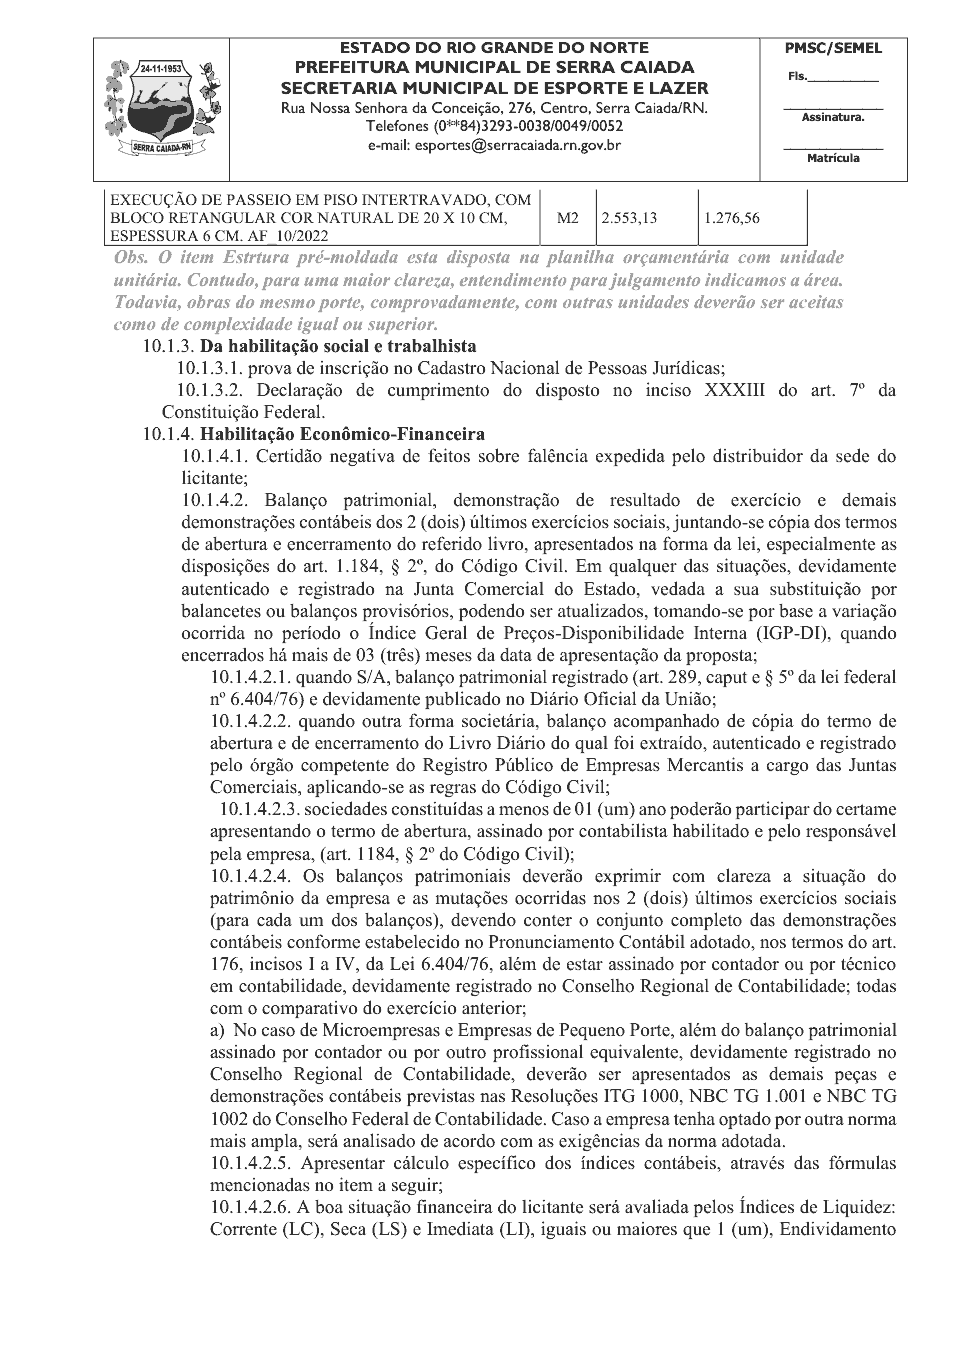 24-11-1953
SERRA CAIADA-RN
ESTADO DO RIO GRANDE DO NORTE
PREFEITURA MUNICIPAL DE SERRA CAIADA
SECRETARIA MUNICIPAL DE ESPORTE E LAZER
Rua Nossa Senhora da Conceição, 276, Centro, Serra Caiada/RN.
Telefones (0**84)3293-0038/0049/0052
e-mail: esportes@serracaiada.rn.gov.br
PMSC/SEMEL
Fls.___________
________________
Assinatura.
________________
Matrícula
EXECUÇÃO DE PASSEIO EM PISO INTERTRAVADO, COM
BLOCO RETANGULAR COR NATURAL DE 20 X 10 CM, M2 2.553,13 1.276,56
ESPESSURA 6 CM. AF_10/2022
Obs. O item Estrtura pré-moldada esta disposta na planilha orçamentária com unidade
unitária. Contudo, para uma maior clareza, entendimento para julgamento indicamos a área.
Todavia, obras do mesmo porte, comprovadamente, com outras unidades deverão ser aceitas
como de complexidade igual ou superior.
10.1.3. Da habilitação social e trabalhista
10.1.3.1. prova de inscrição no Cadastro Nacional de Pessoas Jurídicas;
10.1.3.2. Declaração de cumprimento do disposto no inciso XXXIII do art. 7º da
Constituição Federal.
10.1.4. Habilitação Econômico-Financeira
10.1.4.1. Certidão negativa de feitos sobre falência expedida pelo distribuidor da sede do
licitante;
10.1.4.2. Balanço patrimonial, demonstração de resultado de exercício e demais
demonstrações contábeis dos 2 (dois) últimos exercícios sociais, juntando-se cópia dos termos
de abertura e encerramento do referido livro, apresentados na forma da lei, especialmente as
disposições do art. 1.184, § 2º, do Código Civil. Em qualquer das situações, devidamente
autenticado e registrado na Junta Comercial do Estado, vedada a sua substituição por
balancetes ou balanços provisórios, podendo ser atualizados, tomando-se por base a variação
ocorrida no período o Índice Geral de Preços-Disponibilidade Interna (IGP-DI), quando
encerrados há mais de 03 (três) meses da data de apresentação da proposta;
10.1.4.2.1. quando S/A, balanço patrimonial registrado (art. 289, caput e § 5º da lei federal
nº 6.404/76) e devidamente publicado no Diário Oficial da União;
10.1.4.2.2. quando outra forma societária, balanço acompanhado de cópia do termo de
abertura e de encerramento do Livro Diário do qual foi extraído, autenticado e registrado
pelo órgão competente do Registro Público de Empresas Mercantis a cargo das Juntas
Comerciais, aplicando-se as regras do Código Civil;
10.1.4.2.3. sociedades constituídas a menos de 01 (um) ano poderão participar do certame
apresentando o termo de abertura, assinado por contabilista habilitado e pelo responsável
pela empresa, (art. 1184, § 2º do Código Civil);
10.1.4.2.4. Os balanços patrimoniais deverão exprimir com clareza a situação do
patrimônio da empresa e as mutações ocorridas nos 2 (dois) últimos exercícios sociais
(para cada um dos balanços), devendo conter o conjunto completo das demonstrações
contábeis conforme estabelecido no Pronunciamento Contábil adotado, nos termos do art.
176, incisos I a IV, da Lei 6.404/76, além de estar assinado por contador ou por técnico
em contabilidade, devidamente registrado no Conselho Regional de Contabilidade; todas
com o comparativo do exercício anterior;
a) No caso de Microempresas e Empresas de Pequeno Porte, além do balanço patrimonial
assinado por contador ou por outro profissional equivalente, devidamente registrado no
Conselho Regional de Contabilidade, deverão ser apresentados as demais peças e
demonstrações contábeis previstas nas Resoluções ITG 1000, NBC TG 1.001 e NBC TG
1002 do Conselho Federal de Contabilidade. Caso a empresa tenha optado por outra norma
mais ampla, será analisado de acordo com as exigências da norma adotada.
10.1.4.2.5. Apresentar cálculo específico dos índices contábeis, através das fórmulas
mencionadas no item a seguir;
10.1.4.2.6. A boa situação financeira do licitante será avaliada pelos Índices de Liquidez:
Corrente (LC), Seca (LS) e Imediata (LI), iguais ou maiores que 1 (um), Endividamento